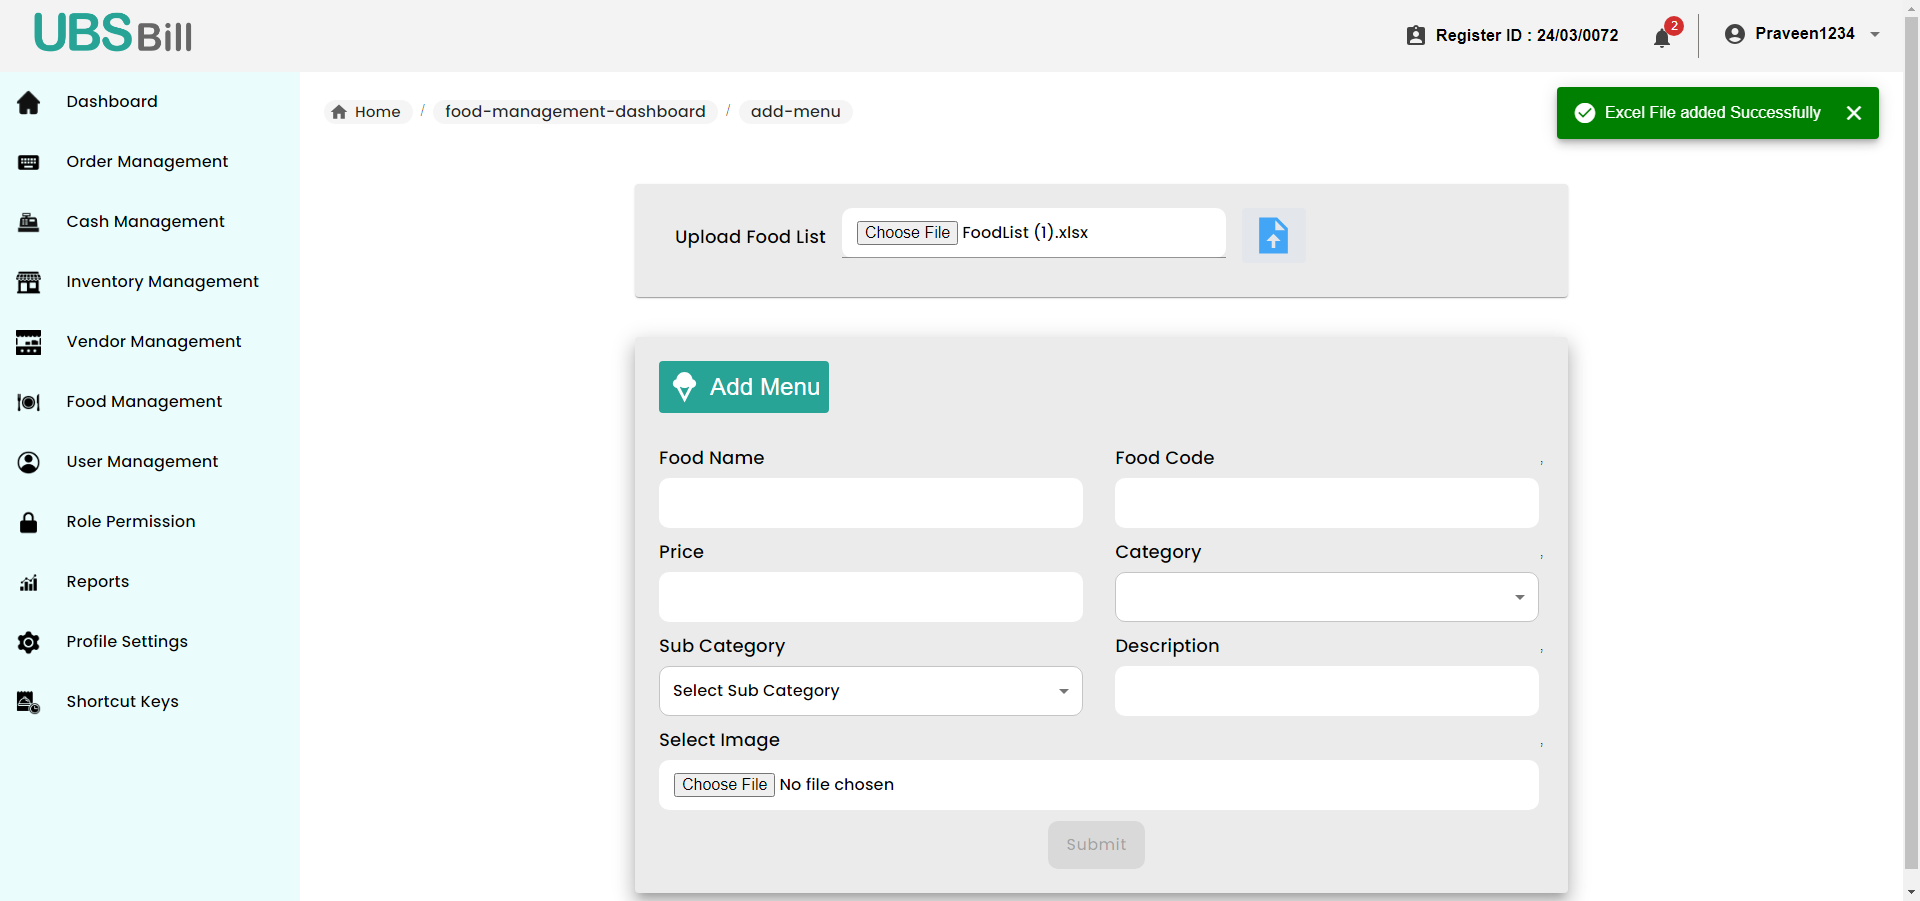 UBS Bill
Register ID : 24/03/0072
2
Praveen1234
Dashboard
Order Management
Cash Management
Inventory Management
Vendor Management
Food Management
User Management
Role Permission
Reports
Profile Settings
Shortcut Keys
Home / food-management-dashboard / add-menu
Excel File added Successfully
Upload Food List
Choose File FoodList (1).xlsx
Add Menu
Food Name
Food Code
,
Price
Category
,
Sub Category
Description
,
Select Sub Category
Select Image
,
Choose File No file chosen
Submit